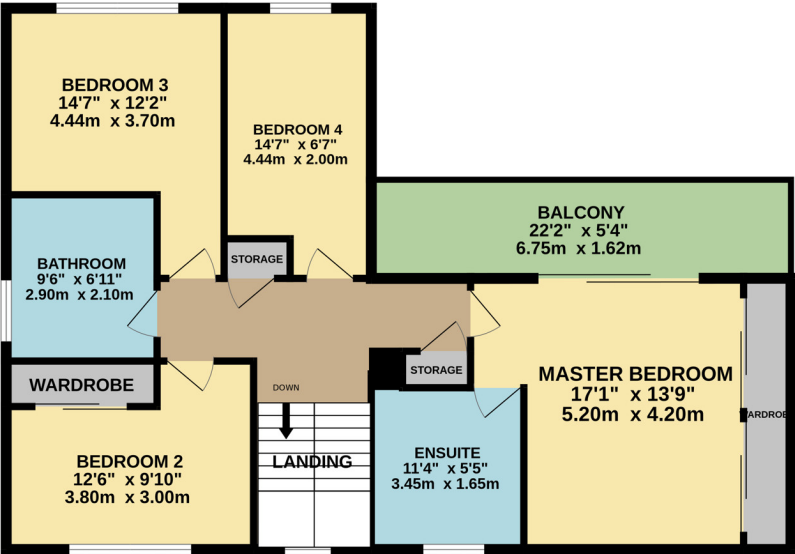 BEDROOM 3
14'7" x 12'2"
4.44m x 3.70m
BEDROOM 4
14'7" x 6'7"
4.44m x 2.00m
BALCONY
22'2" x 5'4"
6.75m x 1.62m
BATHROOM
9'6" x 6'11"
2.90m x 2.10m
STORAGE
WARDROBE
DOWN
STORAGE
MASTER BEDROOM
17'1" x 13'9"
5.20m x 4.20m
WARDROBE
BEDROOM 2
12'6" x 9'10"
3.80m x 3.00m
LANDING
ENSUITE
11'4" x 5'5"
3.45m x 1.65m